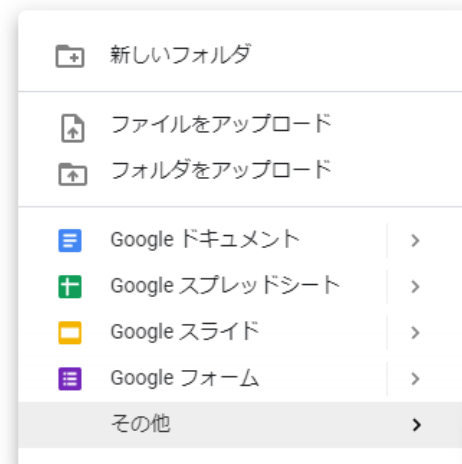 新しいフォルダ
ファイルをアップロード
フォルダをアップロード
Google ドキュメント
Google スプレッドシート
Google スライド
Google フォーム
その他